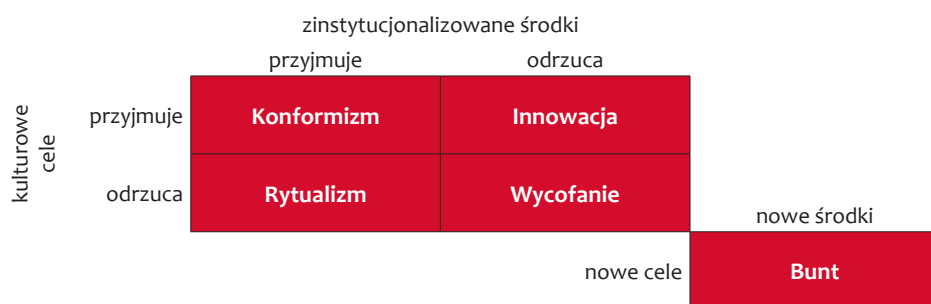 zinstytucjonalizowane środki
przyjmuje odrzuca
kulturowe
cele
przyjmuje Konformizm Innowacja
odrzuca Rytualizm Wycofanie
nowe środki
nowe cele Bunt